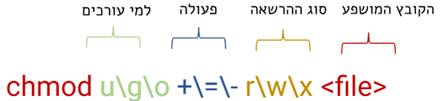 הקובץ המושפע סוג ההרשאה פעולה למי עורכים
chmod u\g\o +\=\- r\w\x <file>